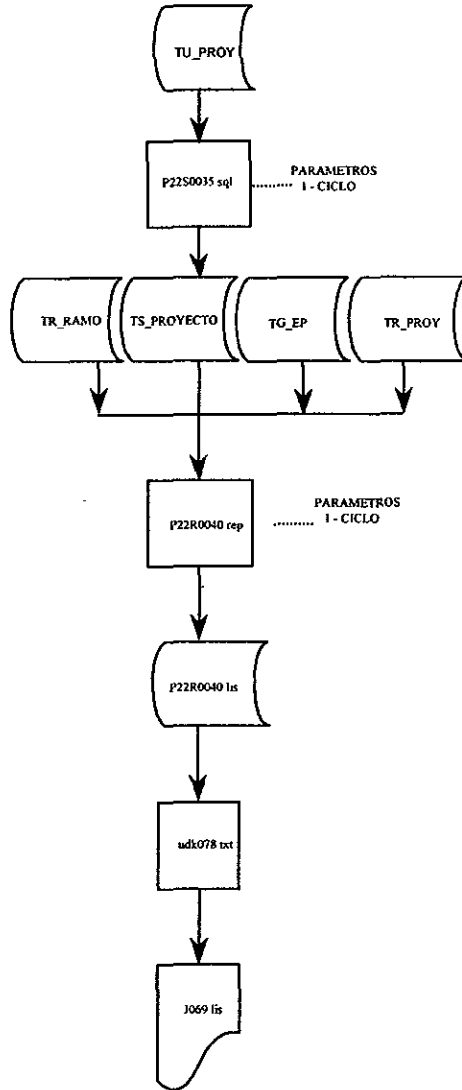 TU_PROY
P22S0035 sql
PARAMETROS
1 - CICLO
TR_RAMO
TS_PROYECTO
TG_EP
TR_PROY
P22R0040 rep
PARAMETROS
1 - CICLO
P22R0040 lis
udk078 txt
J069 lis